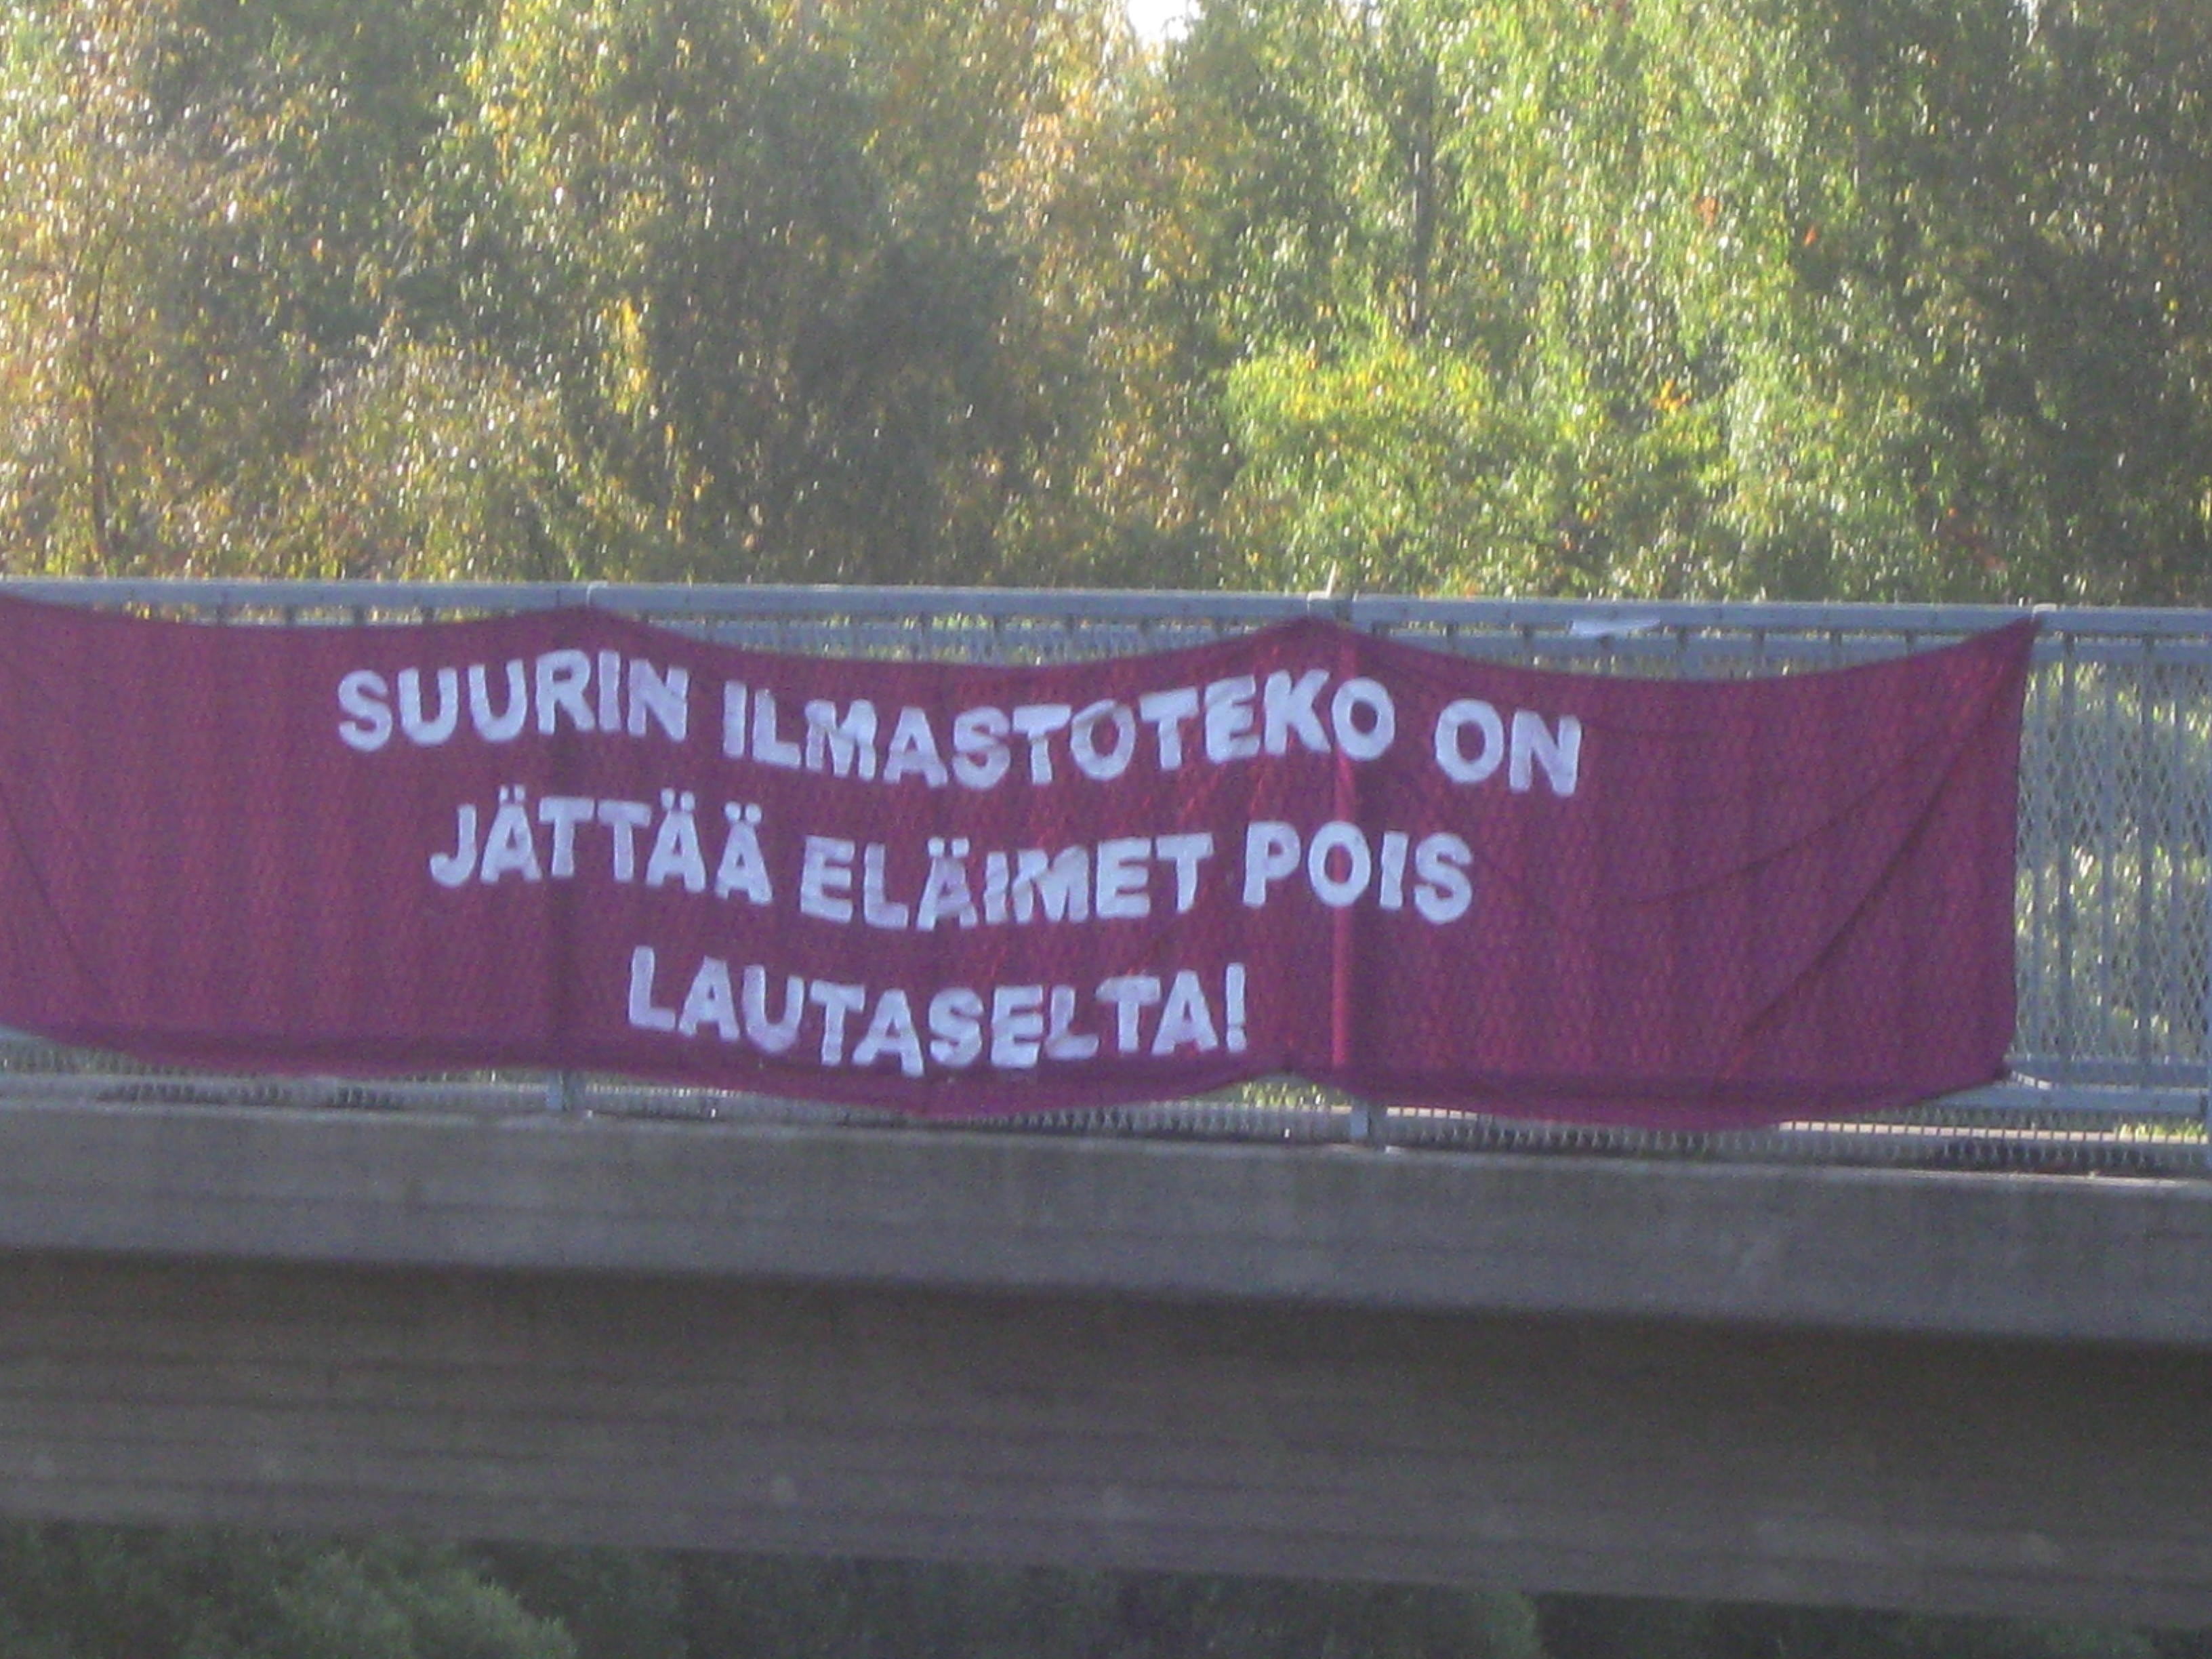 SUURIN ILMASTOTEKO ON
JÄTTÄÄ ELÄIMET POIS
LAUTASELTA!